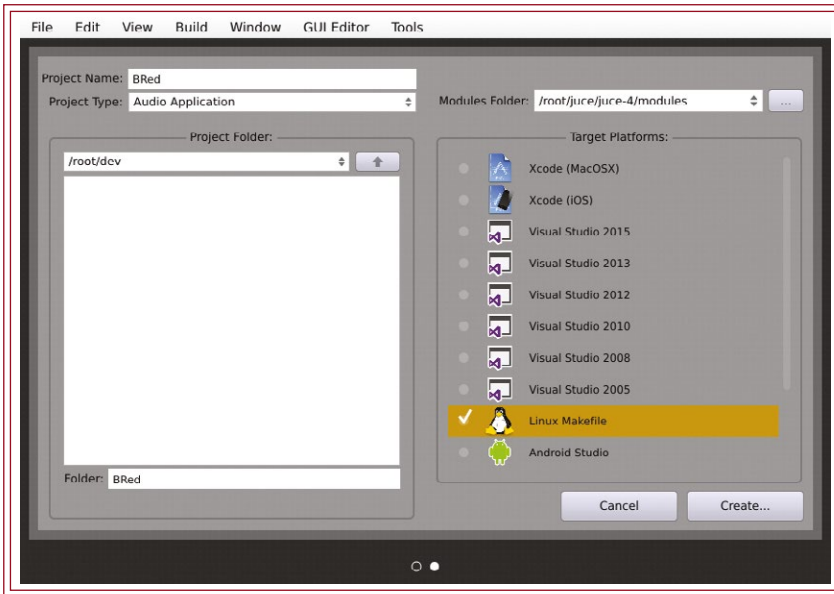 File Edit View Build Window GUI Editor Tools
Project Name: BRed
Project Type: Audio Application
Modules Folder: /root/juce/juce-4/modules ...
Project Folder:
/root/dev
Folder: BRed
Target Platforms:
Xcode (MacOSX)
Xcode (iOS)
Visual Studio 2015
Visual Studio 2013
Visual Studio 2012
Visual Studio 2010
Visual Studio 2008
Visual Studio 2005
Linux Makefile
Android Studio
Cancel Create...